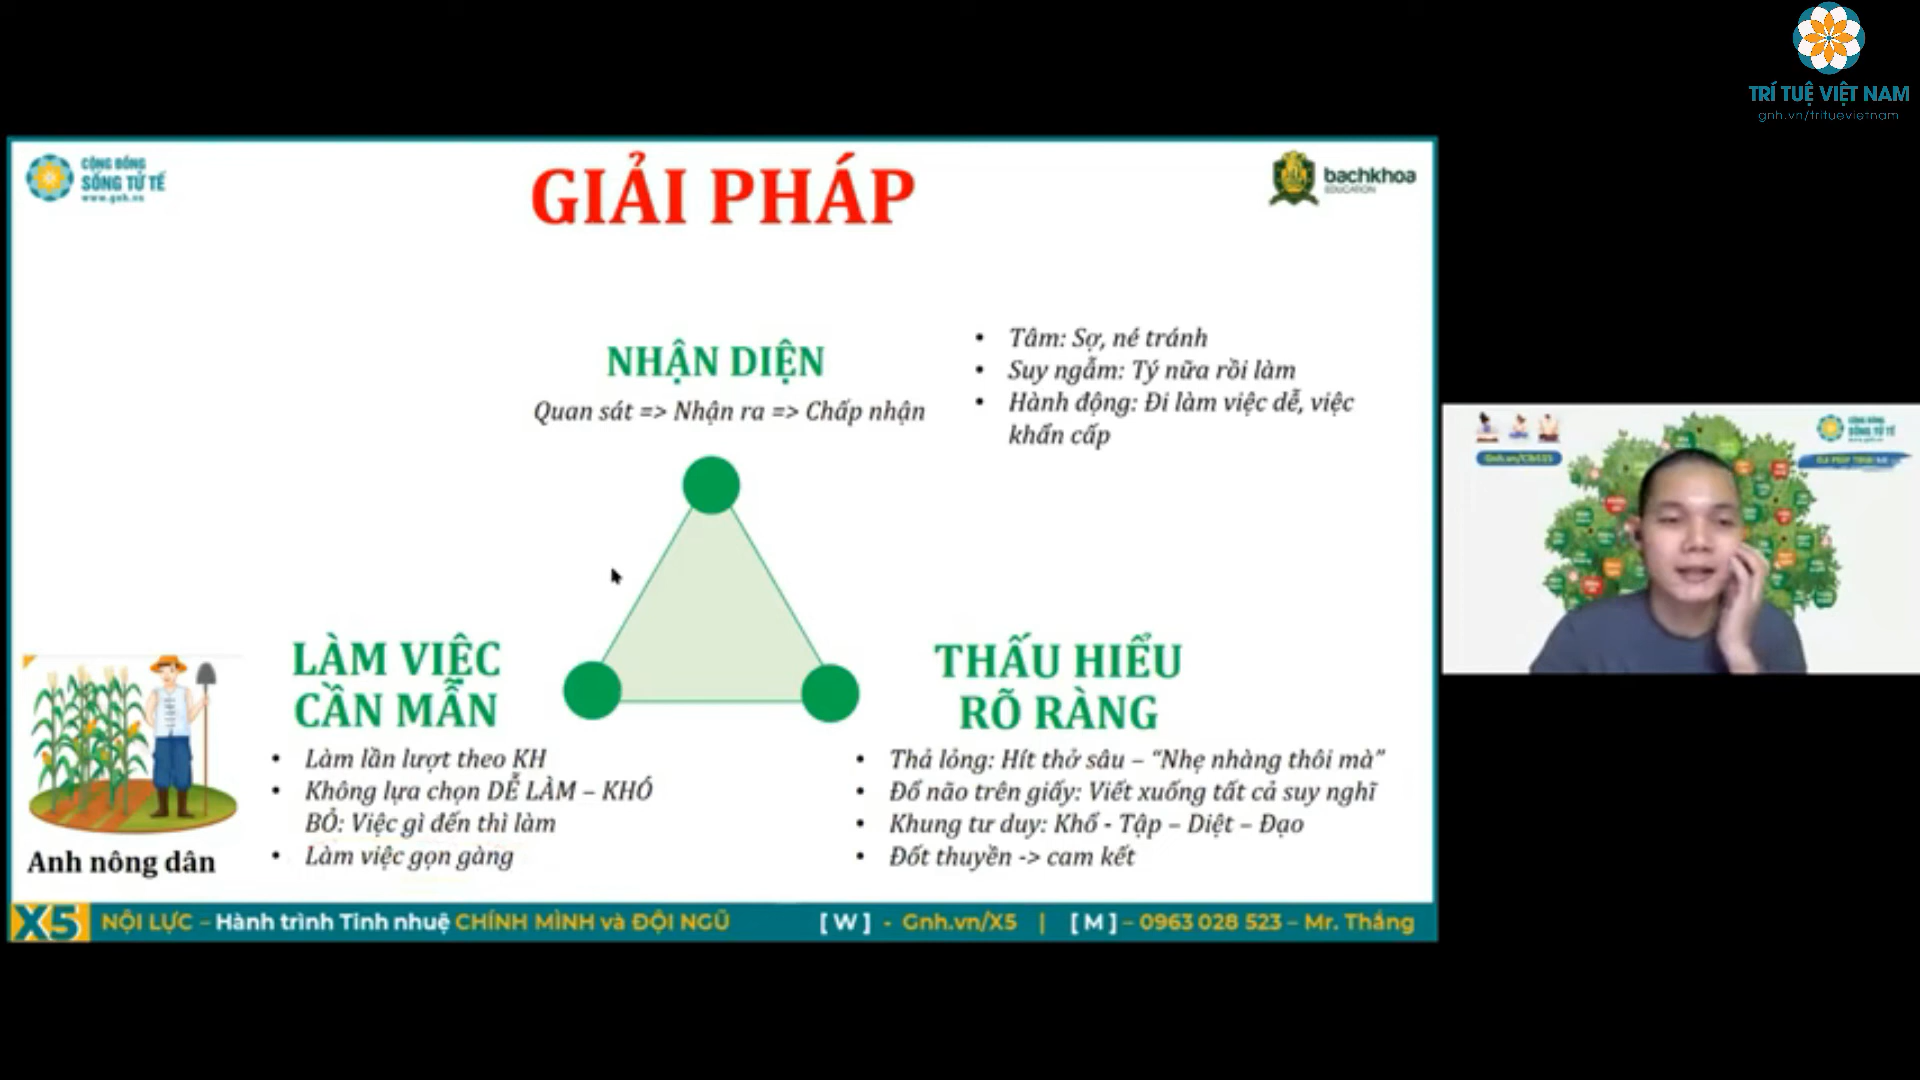 TRÍ TUỆ VIỆT NAM
gnh.vn/trituevietnam
CỘNG ĐỒNG
SỐNG TỬ TẾ
www.gnh.vn
GIẢI PHÁP
bachkhoa
EDUCATION
NHẬN DIỆN
Quan sát => Nhận ra => Chấp nhận
• Tâm: Sợ, né tránh
• Suy ngẫm: Tý nữa rồi làm
• Hành động: Đi làm việc dễ, việc
khẩn cấp
LÀM VIỆC
CẦN MẪN
• Làm lần lượt theo KH
• Không lựa chọn DỄ LÀM – KHÓ
BỎ: Việc gì đến thì làm
• Làm việc gọn gàng
THẤU HIỂU
RÕ RÀNG
• Thả lỏng: Hít thở sâu – “Nhẹ nhàng thôi mà”
• Đổ não trên giấy: Viết xuống tất cả suy nghĩ
• Khung tư duy: Khổ - Tập – Diệt – Đạo
• Đốt thuyền -> cam kết
Anh nông dân
X5 NỘI LỰC – Hành trình Tinh nhuệ CHÍNH MÌNH và ĐỘI NGŨ [ W ] - Gnh.vn/X5 | [ M ] – 0963 028 523 – Mr. Thắng
CỘNG ĐỒNG
SỐNG TỬ TẾ